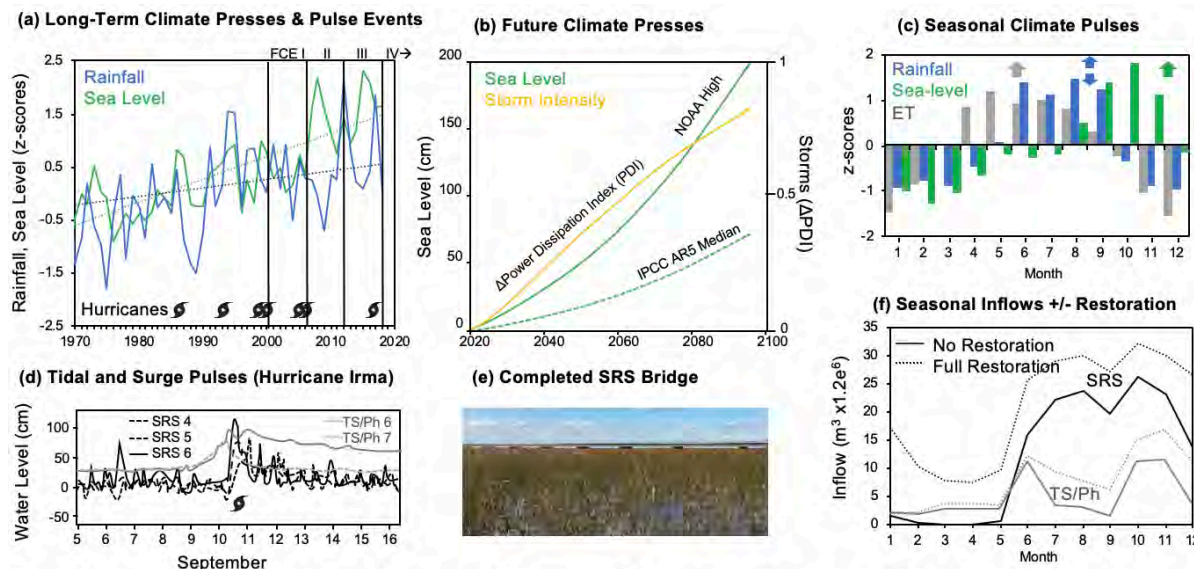 (a) Long-Term Climate Presses & Pulse Events
FCE I II III IV→
2.5
1.5
0.5
-0.5
-1.5
-2.5
Rainfall, Sea Level (z-scores)
Rainfall
Sea Level
Hurricanes
1970 1980 1990 2000 2010 2020
(b) Future Climate Presses
200
150
100
50
0
Sea Level (cm)
Sea Level
Storm Intensity
NOAA High
ΔPower Dissipation Index (PDI)
IPCC AR5 Median
1
0.5
0
Storms (ΔPDI)
2020 2040 2060 2080 2100
(c) Seasonal Climate Pulses
2
1
0
-1
-2
z-scores
Rainfall
Sea-level
ET
1 2 3 4 5 6 7 8 9 10 11 12
Month
(d) Tidal and Surge Pulses (Hurricane Irma)
100
50
0
-50
Water Level (cm)
SRS 4
SRS 5
SRS 6
TS/Ph 6
TS/Ph 7
5 6 7 8 9 10 11 12 13 14 15 16
September
(e) Completed SRS Bridge
(f) Seasonal Inflows +/- Restoration
35
30
25
20
15
10
5
0
Inflow (m³ x1.2e⁶)
No Restoration
Full Restoration
SRS
TS/Ph
1 2 3 4 5 6 7 8 9 10 11 12
Month